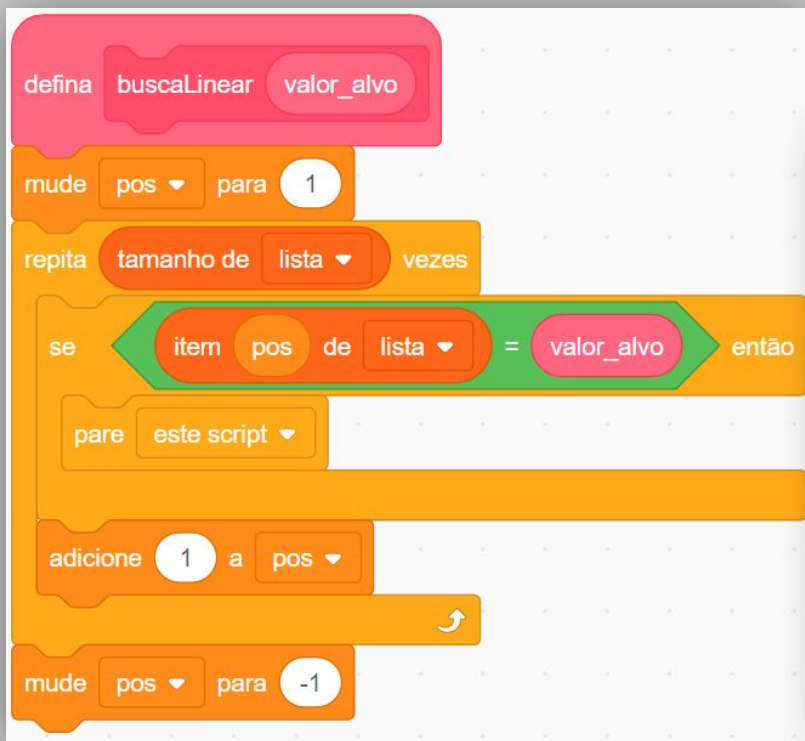 defina buscaLinear valor_alvo
mude pos para 1
repita tamanho de lista vezes
se item pos de lista = valor_alvo então
pare este script
adicione 1 a pos
mude pos para -1